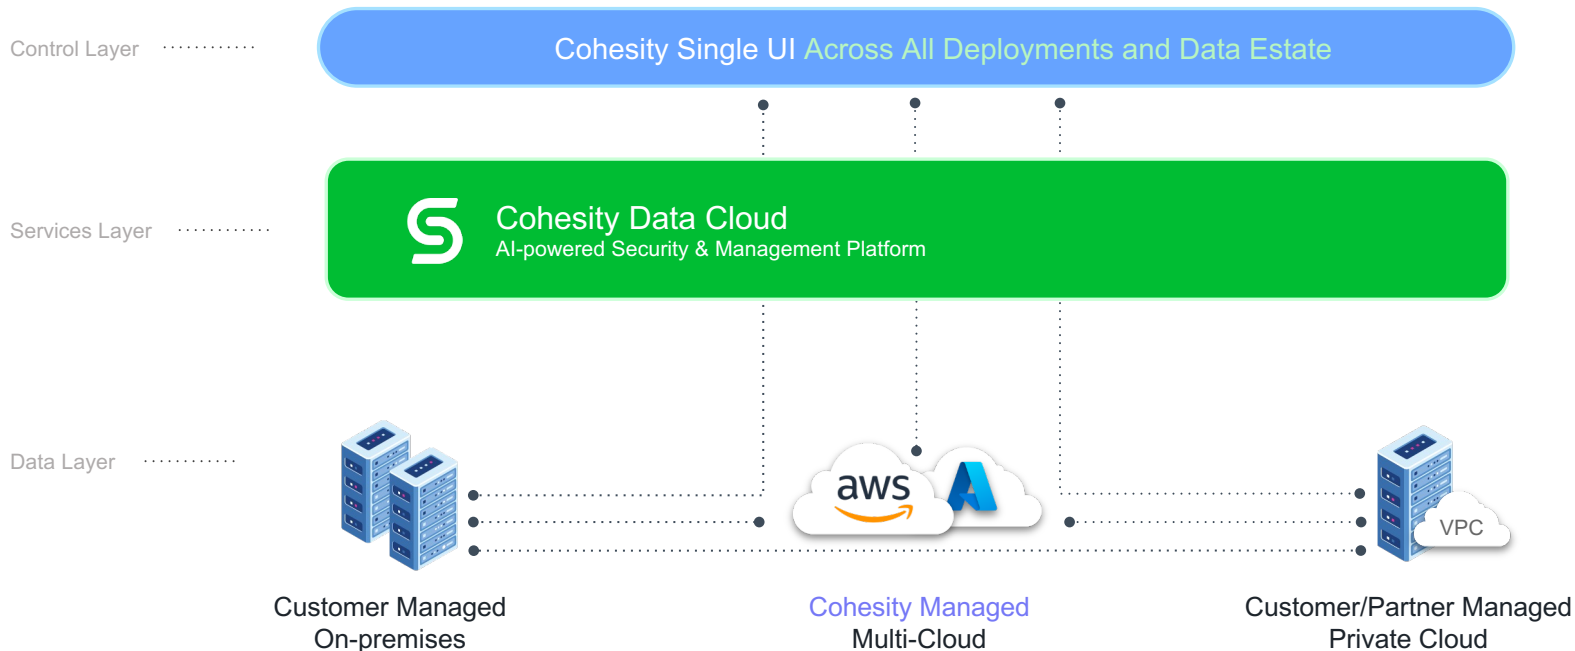 Control Layer
Cohesity Single UI Across All Deployments and Data Estate
Services Layer
Cohesity Data Cloud
AI-powered Security & Management Platform
Data Layer
aws
VPC
Customer Managed
On-premises
Cohesity Managed
Multi-Cloud
Customer/Partner Managed
Private Cloud